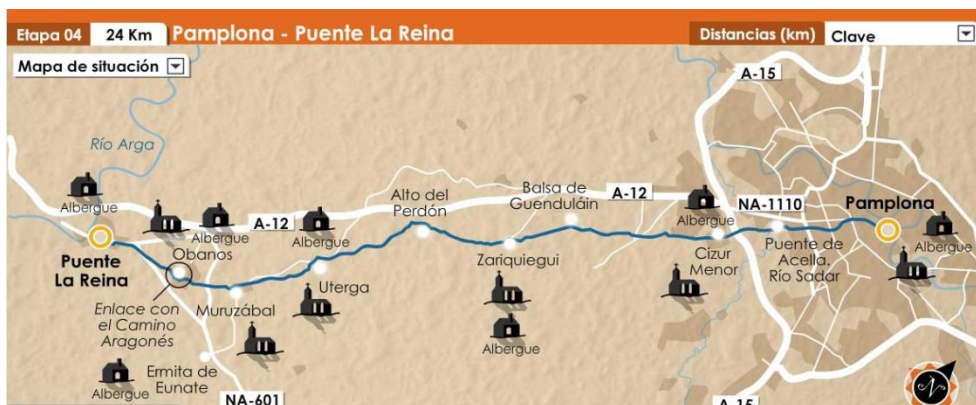 Etapa 04 24 Km Pamplona - Puente La Reina Distancias (km) Clave
Mapa de situación
A-15
Río Arga
Albergue
Albergue
A-12
Albergue
Alto del
Perdón
Balsa de
Guenduláin
A-12
Albergue
NA-1110
Pamplona
Albergue
Puente
La Reina
Obanos
Enlace con
el Camino
Aragonés
Muruzábal
Uterga
Zariquiegui
Albergue
Cizur
Menor
Puente de
Acella.
Río Sadar
Albergue
Ermita de
Eunate
NA-601
A-15